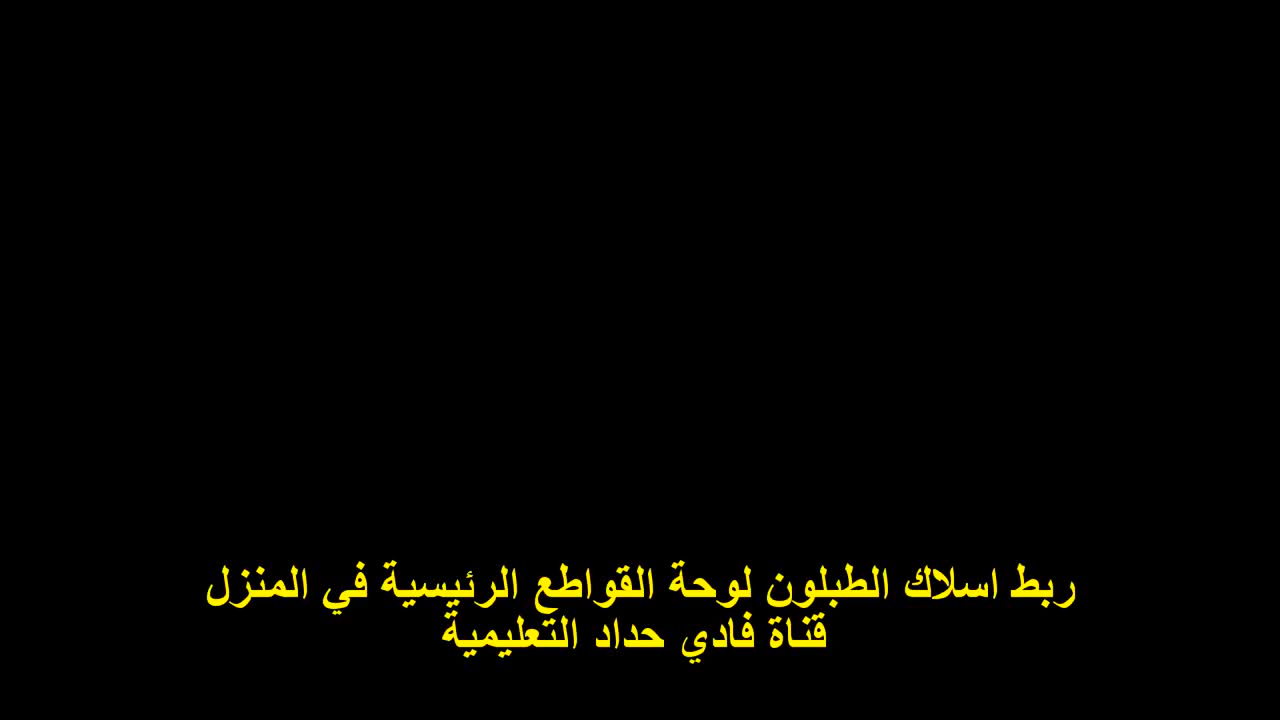 ربط اسلاك الطبلون لوحة القواطع الرئيسية في المنزل
قناة فادي حداد التعليمية